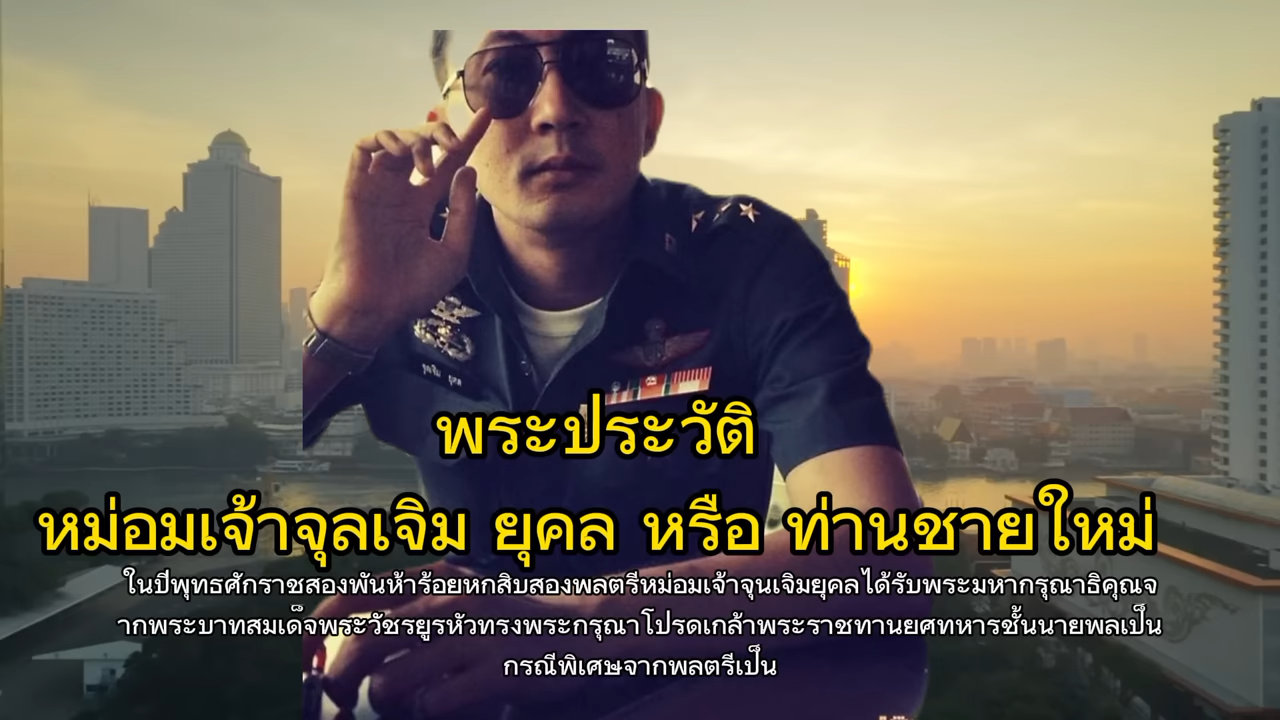 จุลเจิม ยุคล
พระประวัติ
หม่อมเจ้าจุลเจิม ยุคล หรือ ท่านชายใหม่
ในปีพุทธศักราชสองพันห้าร้อยหกสิบสองพลตรีหม่อมเจ้าจุนเจิมยุคลได้รับพระมหากรุณาธิคุณจ
ากพระบาทสมเด็จพระวัชรยูรหัวทรงพระกรุณาโปรดเกล้าพระราชทานยศทหารชั้นนายพลเป็น
กรณีพิเศษจากพลตรีเป็น